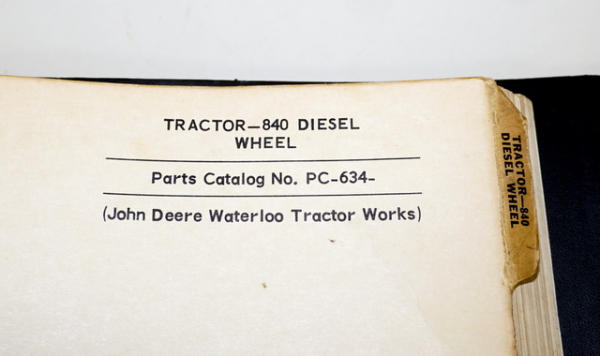 TRACTOR—840 DIESEL
WHEEL
Parts Catalog No. PC-634-
(John Deere Waterloo Tractor Works)
TRACTOR—840
DIESEL WHEEL